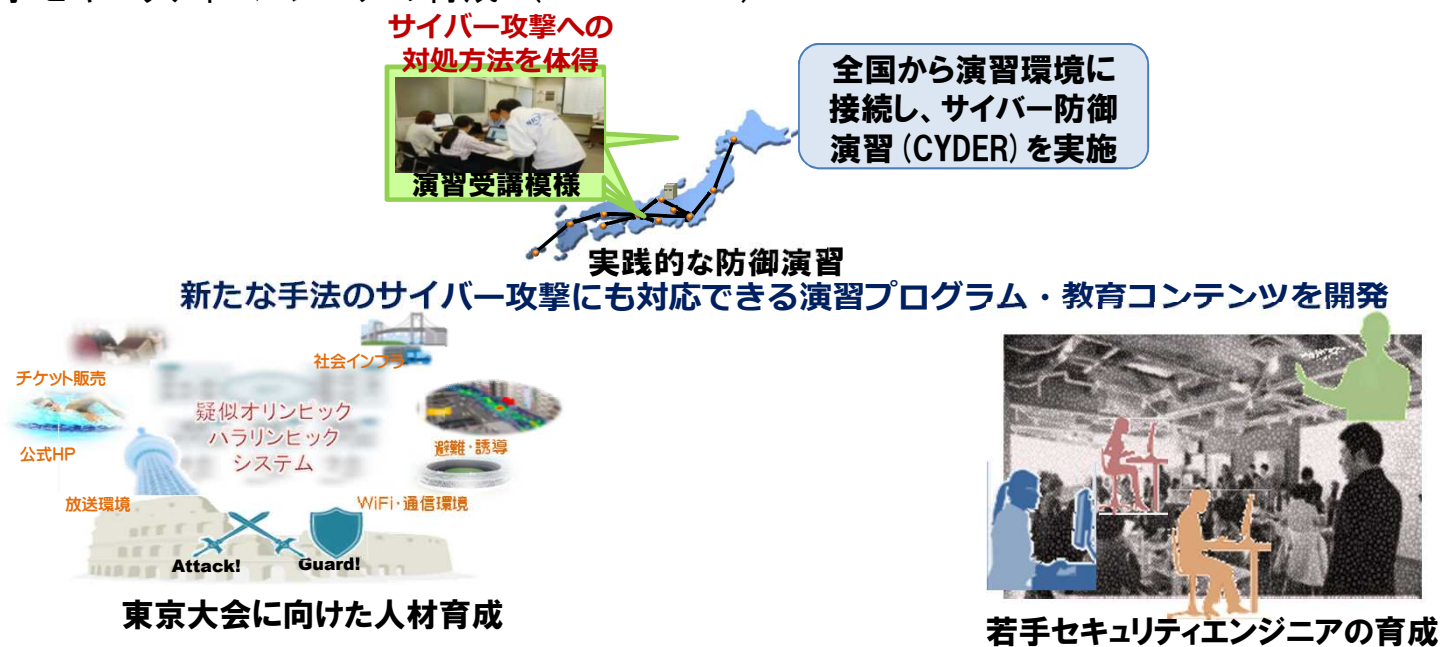 サイバー攻撃への
対処方法を体得
演習受講模様
全国から演習環境に
接続し、サイバー防御
演習(CYDER)を実施
実践的な防御演習
新たな手法のサイバー攻撃にも対応できる演習プログラム・教育コンテンツを開発
社会インフラ
チケット販売
疑似オリンピック
パラリンピック
システム
公式HP
避難・誘導
放送環境
WiFi・通信環境
Attack!
Guard!
東京大会に向けた人材育成
若手セキュリティエンジニアの育成